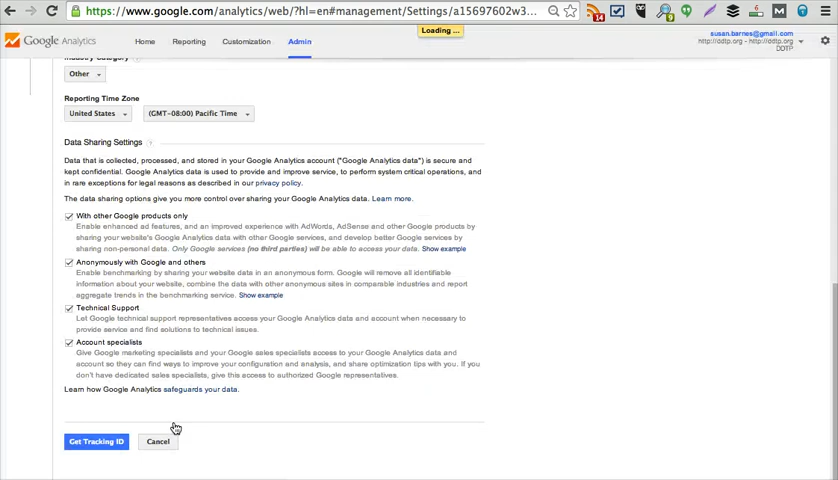 https://www.google.com/analytics/web/?hl=en#management/Settings/a15697602w3...
14
9
Loading ...
Google Analytics
Home
Reporting
Customization
Admin
susan.barnes@gmail.com
http://ddtp.org - http://ddtp...
DDTP
Industry Category
Other
Reporting Time Zone
United States
(GMT-08:00) Pacific Time
Data Sharing Settings ?
Data that is collected, processed, and stored in your Google Analytics account ("Google Analytics data") is secure and
kept confidential. Google Analytics data is used to provide and improve service, to perform system critical operations, and
in rare exceptions for legal reasons as described in our privacy policy.
The data sharing options give you more control over sharing your Google Analytics data. Learn more.
With other Google products only
Enable enhanced ad features, and an improved experience with AdWords, AdSense and other Google products by
sharing your website's Google Analytics data with other Google services, and develop better Google services by
sharing non-personal data. Only Google services (no third parties) will be able to access your data. Show example
Anonymously with Google and others
Enable benchmarking by sharing your website data in an anonymous form. Google will remove all identifiable
information about your website, combine the data with other anonymous sites in comparable industries and report
aggregate trends in the benchmarking service. Show example
Technical Support
Let Google technical support representatives access your Google Analytics data and account when necessary to
provide service and find solutions to technical issues.
Account specialists
Give Google marketing specialists and your Google sales specialists access to your Google Analytics data and
account so they can find ways to improve your configuration and analysis, and share optimization tips with you. If you
don't have dedicated sales specialists, give this access to authorized Google representatives.
Learn how Google Analytics safeguards your data.
Get Tracking ID
Cancel